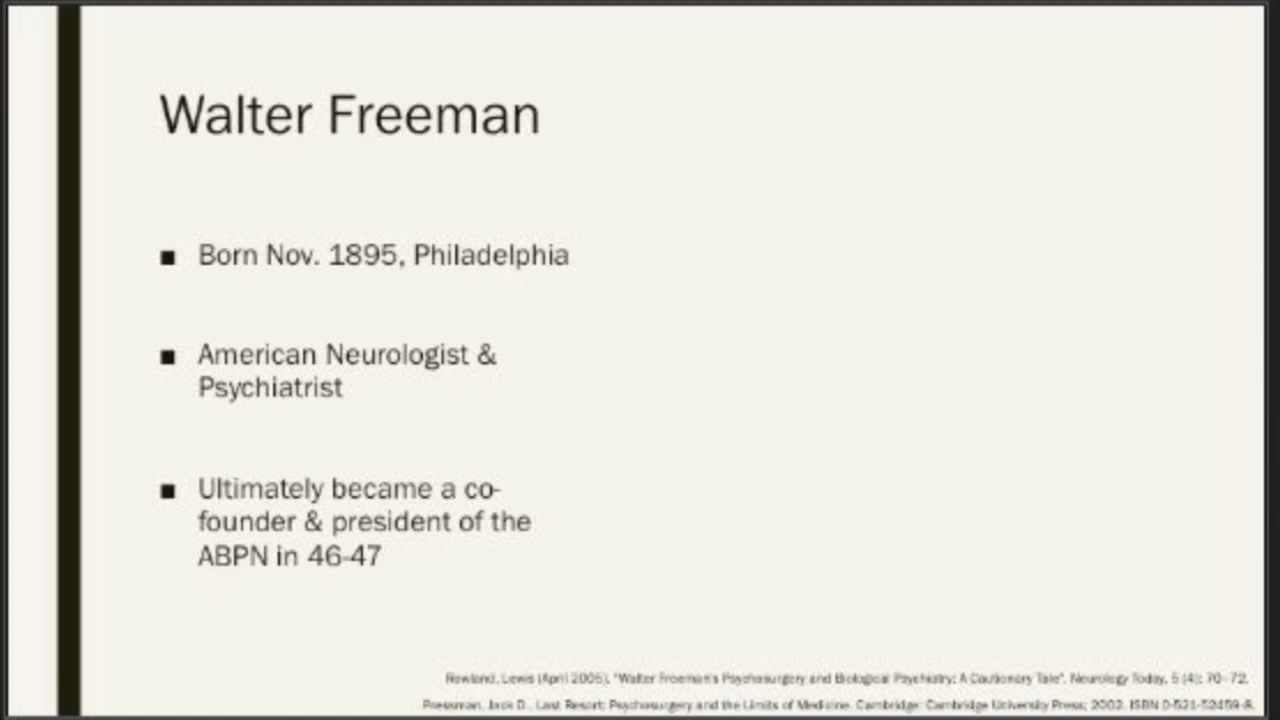 Walter Freeman
■ Born Nov. 1895, Philadelphia
■ American Neurologist &
Psychiatrist
■ Ultimately became a co-
founder & president of the
ABPN in 46-47
Rowland, Lewis (April 2005). "Walter Freeman's Psychosurgery and Biological Psychiatry: A Cautionary Tale". Neurology Today. 5 (4): 70–72.
Pressman, Jack D.. Last Resort: Psychosurgery and the Limits of Medicine. Cambridge: Cambridge University Press; 2002. ISBN 0-521-52459-8.